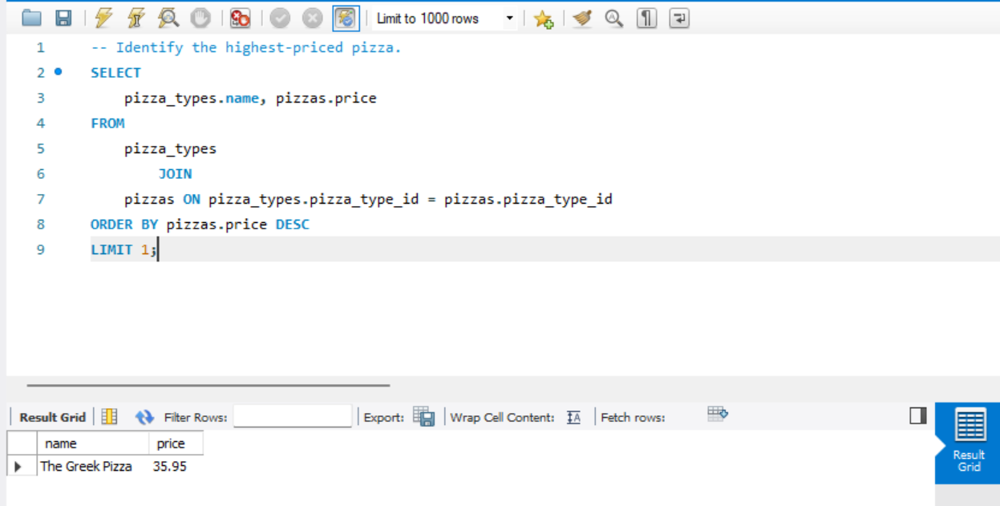 Limit to 1000 rows
1 -- Identify the highest-priced pizza.
2 SELECT
3 pizza_types.name, pizzas.price
4 FROM
5 pizza_types
6 JOIN
7 pizzas ON pizza_types.pizza_type_id = pizzas.pizza_type_id
8 ORDER BY pizzas.price DESC
9 LIMIT 1;
Result Grid Filter Rows: Export: Wrap Cell Content: IA Fetch rows:
name price
The Greek Pizza 35.95
Result
Grid